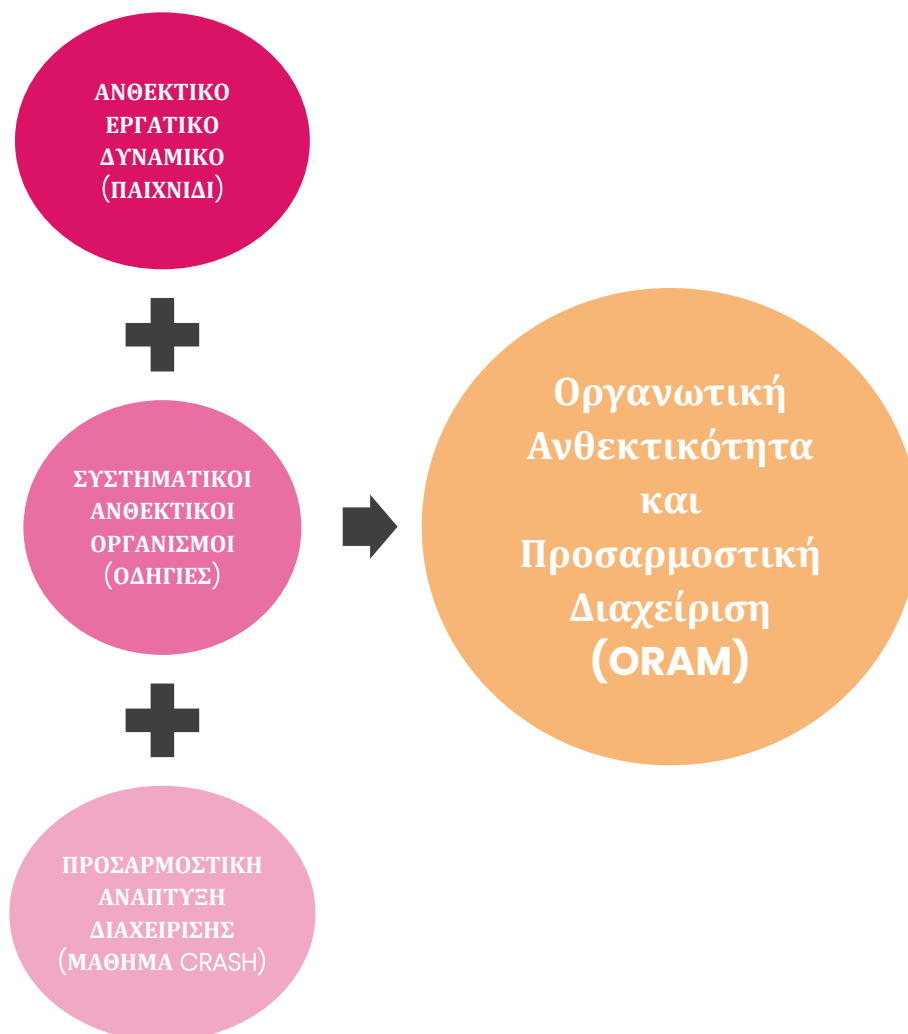 ΑΝΘΕΚΤΙΚΟ
ΕΡΓΑΤΙΚΟ
ΔΥΝΑΜΙΚΟ
(ΠΑΙΧΝΙΔΙ)
ΣΥΣΤΗΜΑΤΙΚΟΙ
ΑΝΘΕΚΤΙΚΟΙ
ΟΡΓΑΝΙΣΜΟΙ
(ΟΔΗΓΙΕΣ)
ΠΡΟΣΑΡΜΟΣΤΙΚΗ
ΑΝΑΠΤΥΞΗ
ΔΙΑΧΕΙΡΙΣΗΣ
(ΜΑΘΗΜΑ CRASH)
Οργανωτική
Ανθεκτικότητα
και
Προσαρμοστική
Διαχείριση
(ORAM)